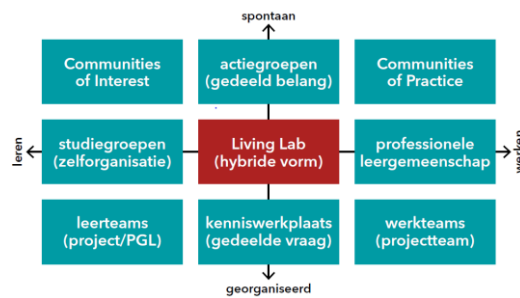 spontaan
Communities
of Interest
actiegroepen
(gedeeld belang)
Communities
of Practice
leren
studiegroepen
(zelforganisatie)
Living Lab
(hybride vorm)
professionele
leergemeenschap
werken
leerteams
(project/PGL)
kenniswerkplaats
(gedeelde vraag)
werkteams
(projectteam)
georganiseerd